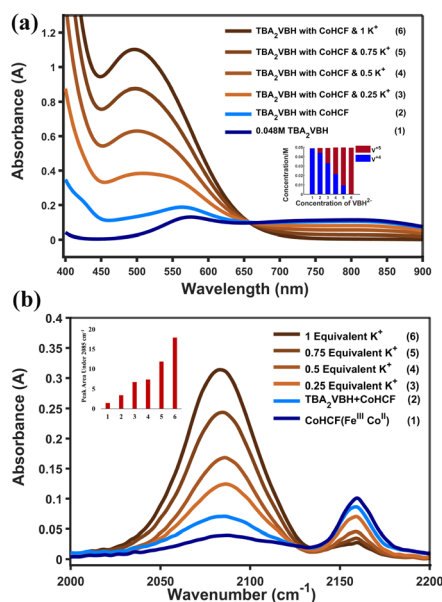 (a)
TBA2VBH with CoHCF & 1 K+ (6)
TBA2VBH with CoHCF & 0.75 K+ (5)
TBA2VBH with CoHCF & 0.5 K+ (4)
TBA2VBH with CoHCF & 0.25 K+ (3)
TBA2VBH with CoHCF (2)
0.048M TBA2VBH (1)
Absorbance (A)
1.2
1
0.8
0.6
0.4
0.2
0
Concentration/M
V+5
V+4
1 2 3 4 5 6
Concentration of VBH2-
400 450 500 550 600 650 700 750 800 850 900
Wavelength (nm)
(b)
Absorbance (A)
0.4
0.35
0.3
0.25
0.2
0.15
0.1
0.05
0
Peak Area Under 2085 cm-1
20
15
10
5
0
1 2 3 4 5 6
1 Equivalent K+ (6)
0.75 Equivalent K+ (5)
0.5 Equivalent K+ (4)
0.25 Equivalent K+ (3)
TBA2VBH+CoHCF (2)
CoHCF(FeIII CoII) (1)
2000 2050 2100 2150 2200
Wavenumber (cm-1)